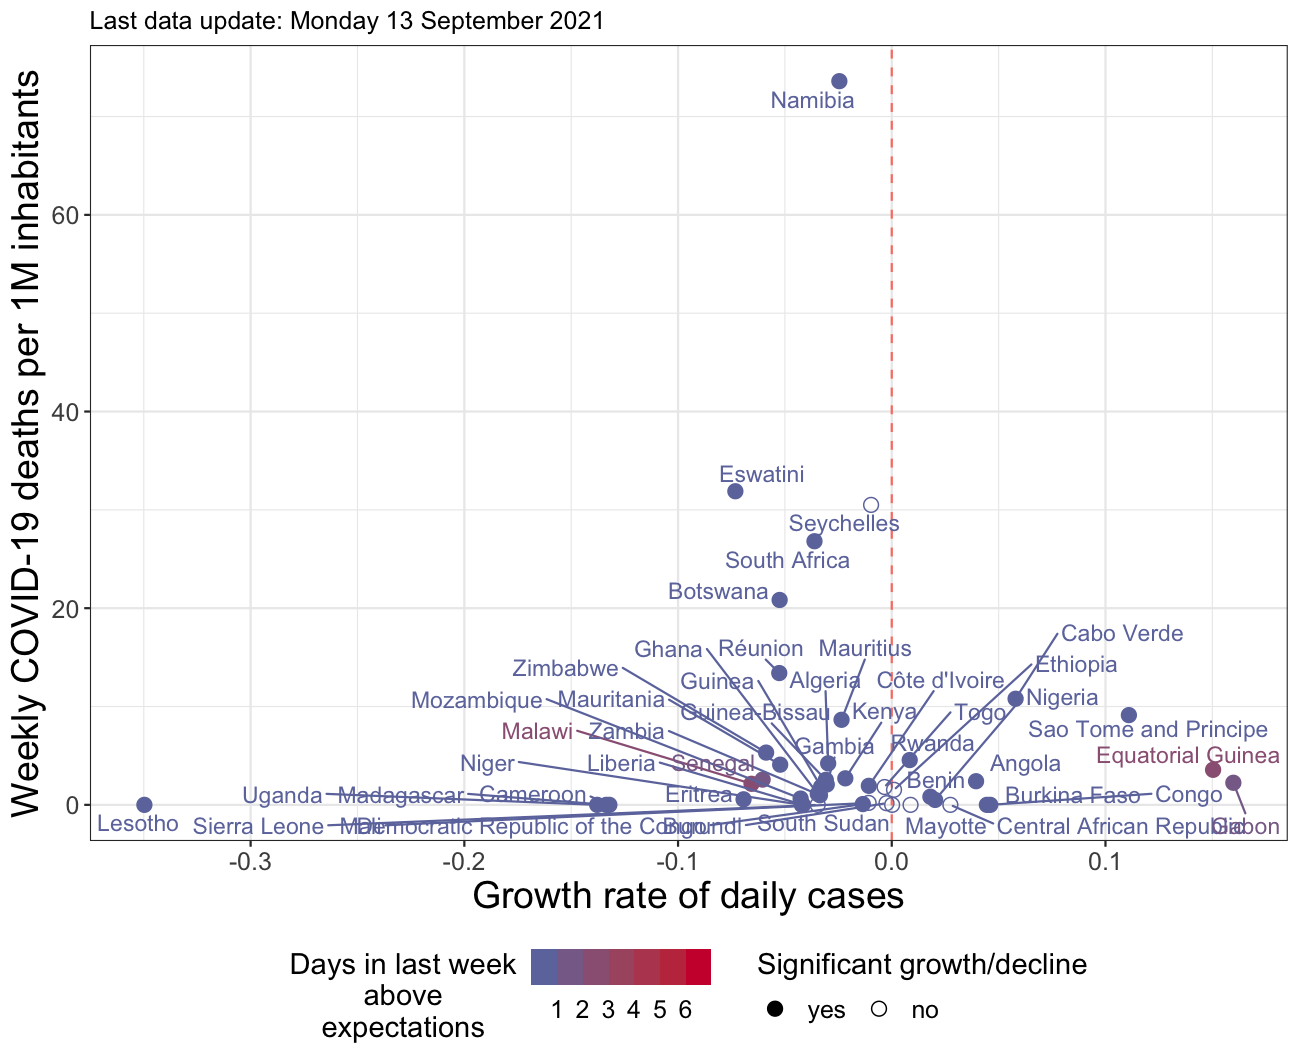 Last data update: Monday 13 September 2021
Weekly COVID-19 deaths per 1M inhabitants
60
40
20
0
Namibia
Eswatini
Seychelles
South Africa
Botswana
Cabo Verde
Ghana
Réunion
Mauritius
Zimbabwe
Ethiopia
Guinea
Algeria
Côte d'Ivoire
Mozambique
Mauritania
Nigeria
Guinea-Bissau
Kenya
Togo
Malawi
Zambia
Sao Tome and Principe
Gambia
Rwanda
Equatorial Guinea
Niger
Liberia
Senegal
Angola
Benin
Uganda
Madagascar
Cameroon
Eritrea
Burkina Faso
Congo
Lesotho
Sierra Leone
Mali
Democratic Republic of the Congo
Burundi
South Sudan
Mayotte
Central African Republic
Gabon
-0.3
-0.2
-0.1
0.0
0.1
Growth rate of daily cases
Days in last week
above
expectations
1 2 3 4 5 6
Significant growth/decline
yes
no